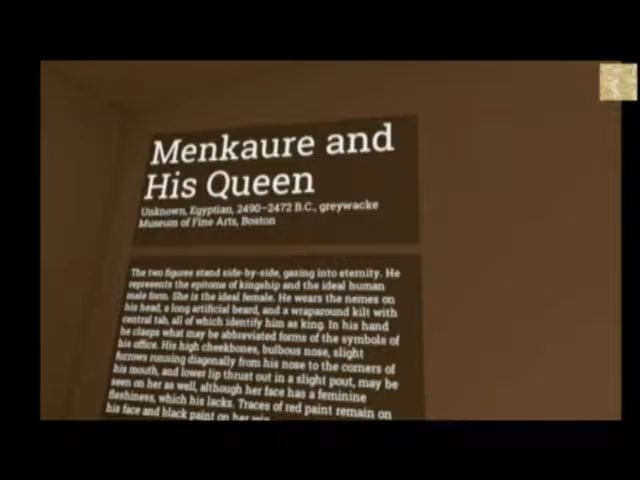 Menkaure and
His Queen
Unknown, Egyptian, 2490–2472 B.C., greywacke
Museum of Fine Arts, Boston
The two figures stand side-by-side, gazing into eternity. He
represents the epitome of kingship and the ideal human
male form. She is the ideal female. He wears the nemes on
his head, a long artificial beard, and a wraparound kilt with
central tab, all of which identify him as king. In his hand
he clasps what may be abbreviated forms of the symbols of
his office. His high cheekbones, bulbous nose, slight
furrows running diagonally from his nose to the corners of
his mouth, and lower lip thrust out in a slight pout, may be
seen on her as well, although her face has a feminine
fleshiness, which his lacks. Traces of red paint remain on
his face and black paint on her wig